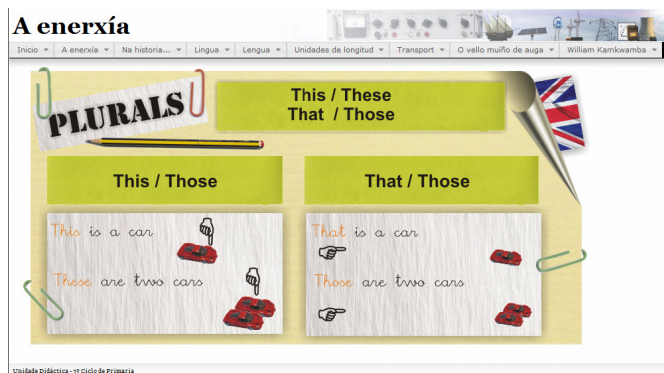 A enerxía
Inicio A enerxía Na historia... Lingua Lengua Unidades de longitud Transport O vello muíño de auga William Kamkwamba
PLURALS
This / These
That / Those
This / Those
This is a car
These are two cars
That / Those
That is a car
Those are two cars
Unidade Didáctica - 3º Ciclo de Primaria